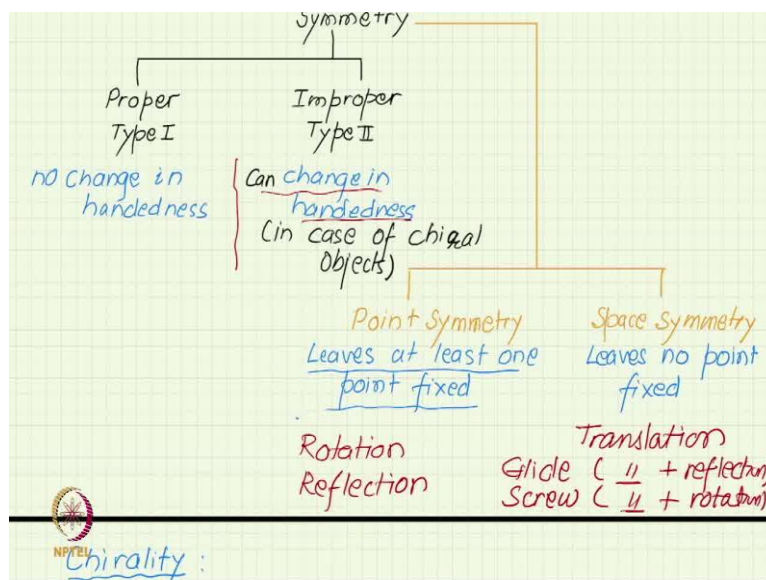 Symmetry
Proper
Type I
Improper
Type II
no change in
handedness
Can change in
handedness
(in case of chiral
Objects)
Point Symmetry
Leaves at least one
point fixed
Space Symmetry
Leaves no point
fixed
Rotation
Reflection
Translation
Glide ( " + reflection)
Screw ( " + rotation)
NPTEL
Chirality :